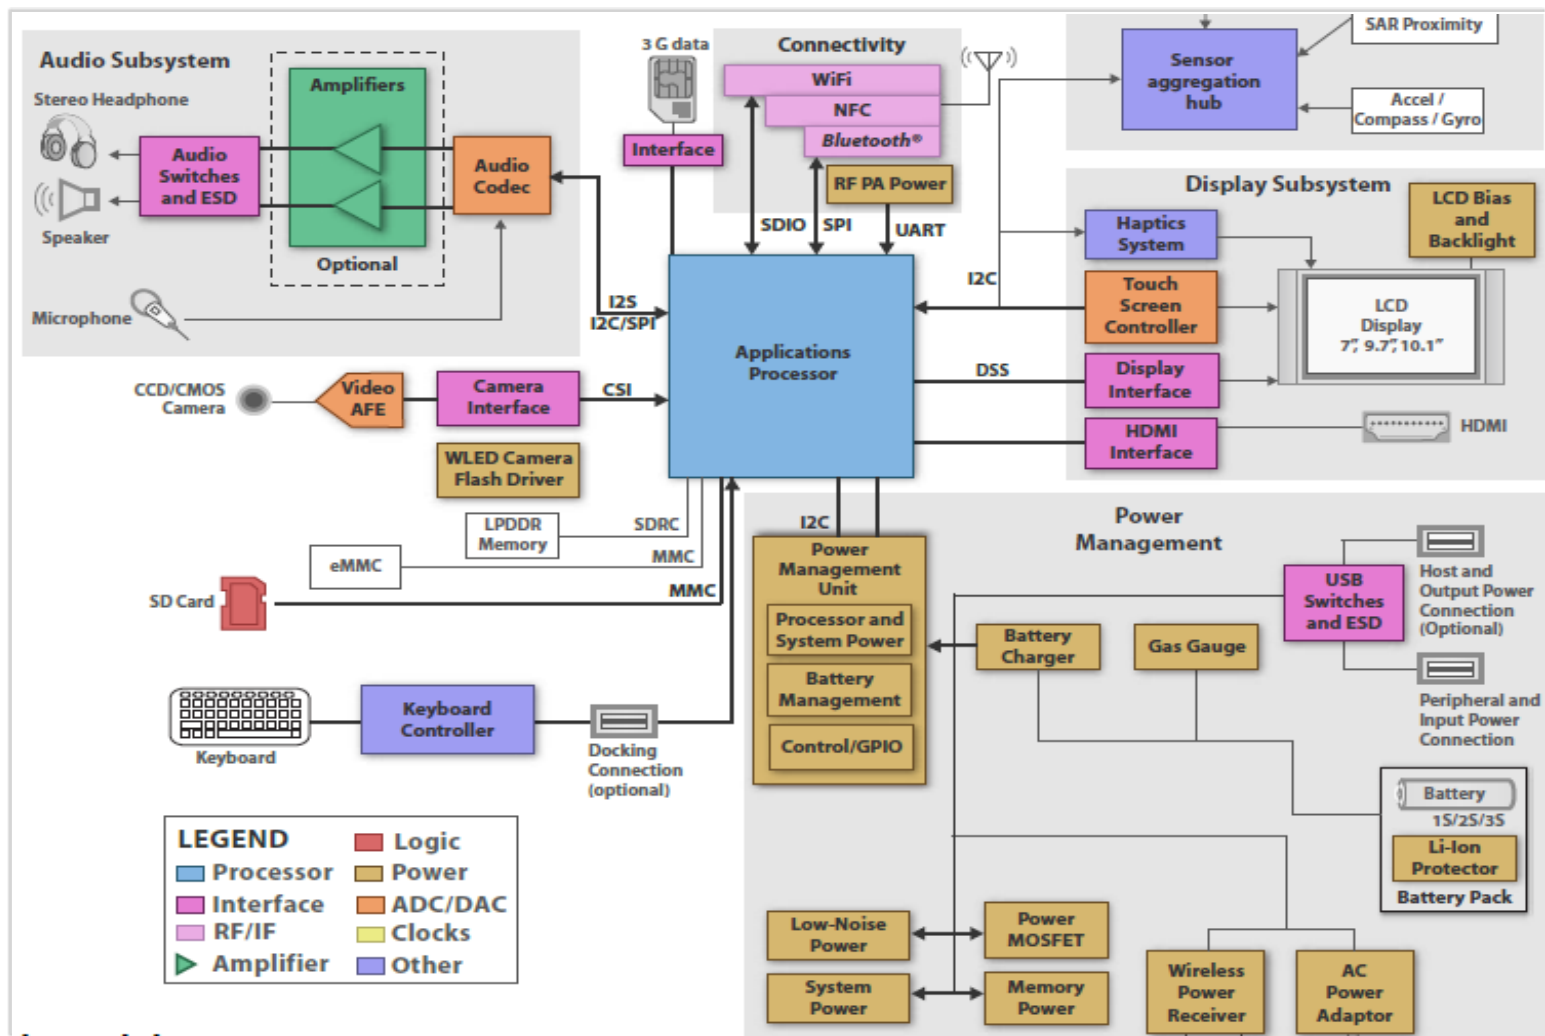 Audio Subsystem
Stereo Headphone
Speaker
Microphone
Audio
Switches
and ESD
Amplifiers
Optional
Audio
Codec
I2S
I2C/SPI
3 G data
Interface
Connectivity
WiFi
NFC
Bluetooth®
RF PA Power
SDIO
SPI
UART
Sensor
aggregation
hub
SAR Proximity
Accel /
Compass / Gyro
Display Subsystem
Haptics
System
LCD Bias
and
Backlight
I2C
Touch
Screen
Controller
LCD
Display
7”, 9.7”, 10.1”
DSS
Display
Interface
HDMI
Interface
HDMI
Applications
Processor
CCD/CMOS
Camera
Video
AFE
Camera
Interface
CSI
WLED Camera
Flash Driver
LPDDR
Memory
SDRC
eMMC
MMC
SD Card
MMC
Keyboard
Keyboard
Controller
Docking
Connection
(optional)
I2C
Power
Management
Power
Management
Unit
Processor and
System Power
Battery
Management
Control/GPIO
Battery
Charger
Gas Gauge
USB
Switches
and ESD
Host and
Output Power
Connection
(Optional)
Peripheral and
Input Power
Connection
Battery
1S/2S/3S
Li-Ion
Protector
Battery Pack
Low-Noise
Power
Power
MOSFET
System
Power
Memory
Power
Wireless
Power
Receiver
AC
Power
Adaptor
LEGEND
Processor
Interface
RF/IF
Amplifier
Logic
Power
ADC/DAC
Clocks
Other